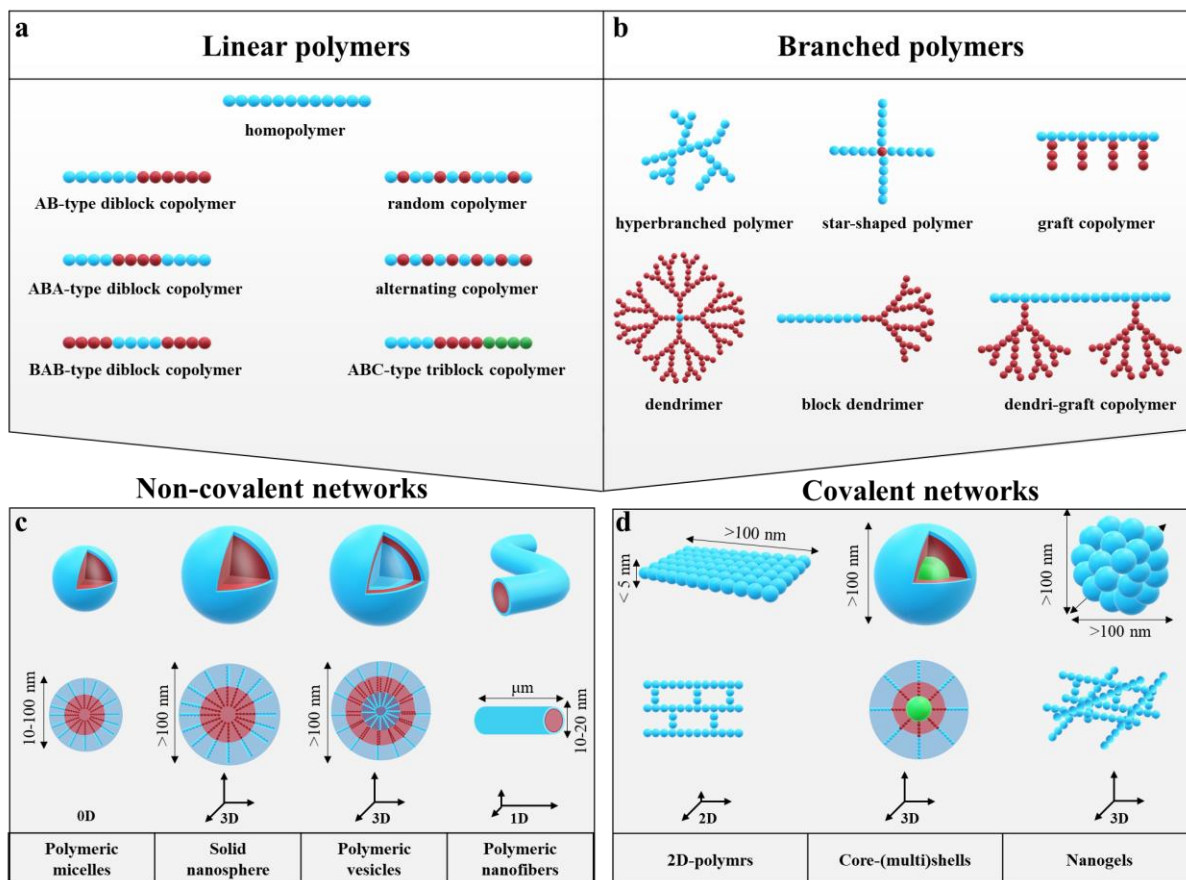 a
Linear polymers
homopolymer
AB-type diblock copolymer
random copolymer
ABA-type diblock copolymer
alternating copolymer
BAB-type diblock copolymer
ABC-type triblock copolymer
b
Branched polymers
hyperbranched polymer
star-shaped polymer
graft copolymer
dendrimer
block dendrimer
dendri-graft copolymer
Non-covalent networks
c
10-100 nm
>100 nm
>100 nm
μm
10-20 nm
0D
3D
3D
1D
Polymeric
micelles
Solid
nanosphere
Polymeric
vesicles
Polymeric
nanofibers
Covalent networks
d
>100 nm
< 5 nm
>100 nm
>100 nm
>100 nm
2D
3D
3D
2D-polymrs
Core-(multi)shells
Nanogels